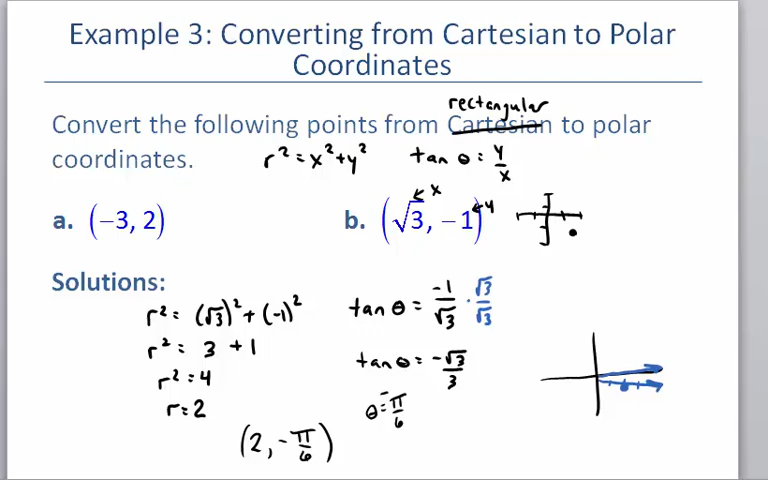 Example 3: Converting from Cartesian to Polar
Coordinates
rectangular
Convert the following points from Cartesian to polar
coordinates. r² = x² + y² tan θ = y/x
x
y
a. (−3, 2) b. (√3, −1)
Solutions:
r² = (√3)² + (-1)² tan θ = -1/√3 · √3/√3
r² = 3 + 1 tan θ = -√3/3
r² = 4
r = 2 θ = -π/6
(2, -π/6)